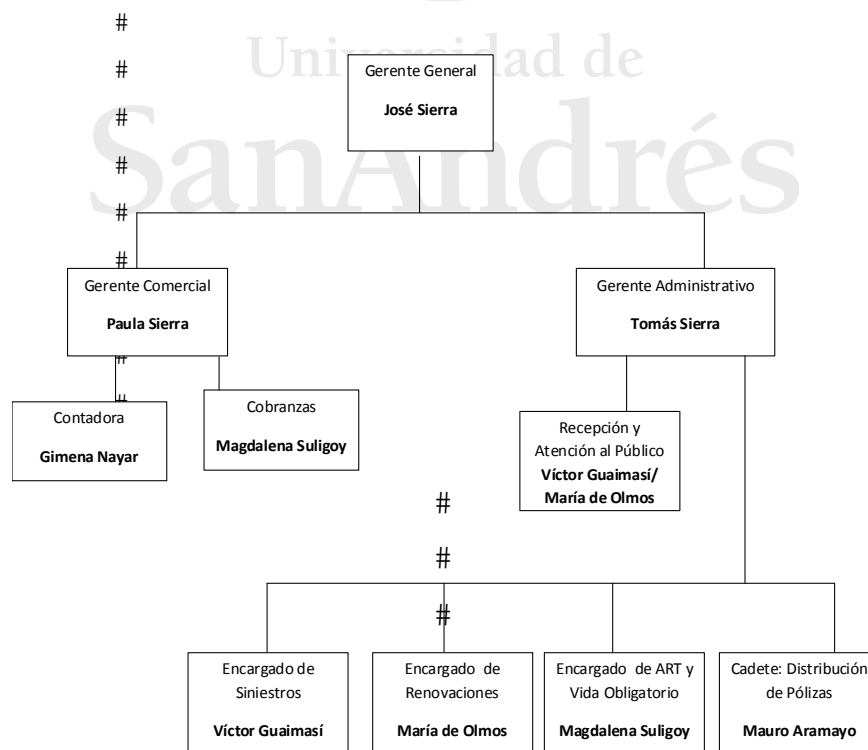 #
#
#
#
#
#
#
#
#
Universidad de
SanAndrés
Gerente General
José Sierra
Gerente Comercial
Paula Sierra
Gerente Administrativo
Tomás Sierra
Contadora
Gimena Nayar
Cobranzas
Magdalena Suligoy
Recepción y
Atención al Público
Víctor Guaimasí/
María de Olmos
#
#
#
Encargado de
Siniestros
Víctor Guaimasí
Encargado de
Renovaciones
María de Olmos
Encargado de ART y
Vida Obligatorio
Magdalena Suligoy
Cadete: Distribución
de Pólizas
Mauro Aramayo